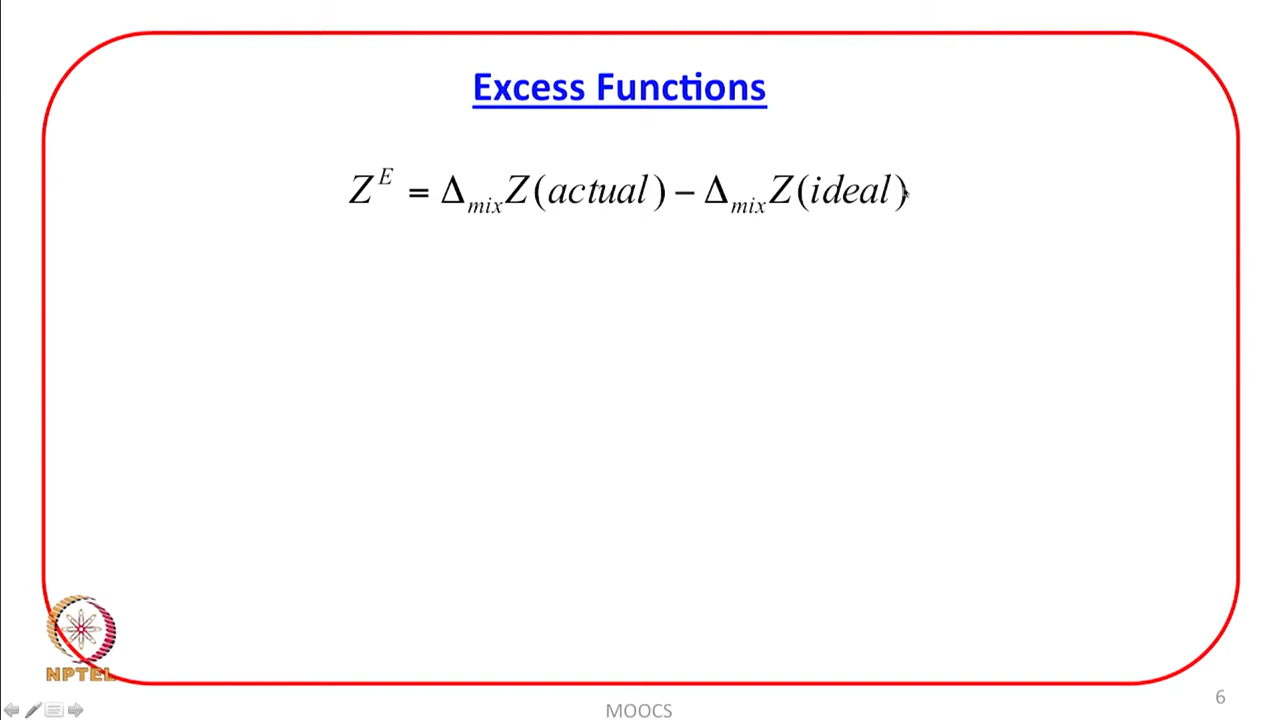 Excess Functions
Z^E = Δ_mix Z(actual) − Δ_mix Z(ideal)
NPTEL
MOOCS
6